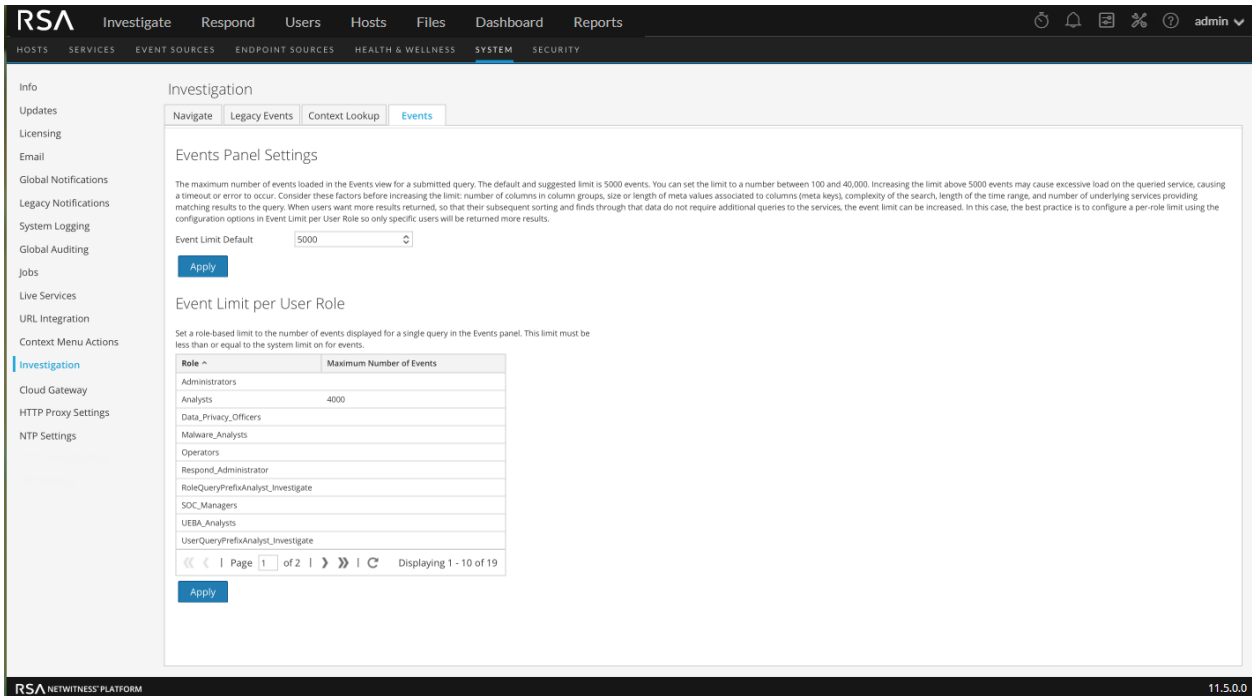 RSA Investigate Respond Users Hosts Files Dashboard Reports admin
HOSTS SERVICES EVENT SOURCES ENDPOINT SOURCES HEALTH & WELLNESS SYSTEM SECURITY
Info
Updates
Licensing
Email
Global Notifications
Legacy Notifications
System Logging
Global Auditing
Jobs
Live Services
URL Integration
Context Menu Actions
Investigation
Cloud Gateway
HTTP Proxy Settings
NTP Settings
Investigation
Navigate Legacy Events Context Lookup Events
Events Panel Settings
The maximum number of events loaded in the Events view for a submitted query. The default and suggested limit is 5000 events. You can set the limit to a number between 100 and 40,000. Increasing the limit above 5000 events may cause excessive load on the queried service, causing
a timeout or error to occur. Consider these factors before increasing the limit: number of columns in column groups, size or length of meta values associated to columns (meta keys), complexity of the search, length of the time range, and number of underlying services providing
matching results to the query. When users want more results returned, so that their subsequent sorting and finds through that data do not require additional queries to the services, the event limit can be increased. In this case, the best practice is to configure a per-role limit using the
configuration options in Event Limit per User Role so only specific users will be returned more results.
Event Limit Default 5000
Apply
Event Limit per User Role
Set a role-based limit to the number of events displayed for a single query in the Events panel. This limit must be
less than or equal to the system limit on for events.
Role Maximum Number of Events
Administrators
Analysts 4000
Data_Privacy_Officers
Malware_Analysts
Operators
Respond_Administrator
RoleQueryPrefixAnalyst_Investigate
SOC_Managers
UEBA_Analysts
UserQueryPrefixAnalyst_Investigate
Page 1 of 2 Displaying 1 - 10 of 19
Apply
RSA NETWITNESS® PLATFORM 11.5.0.0